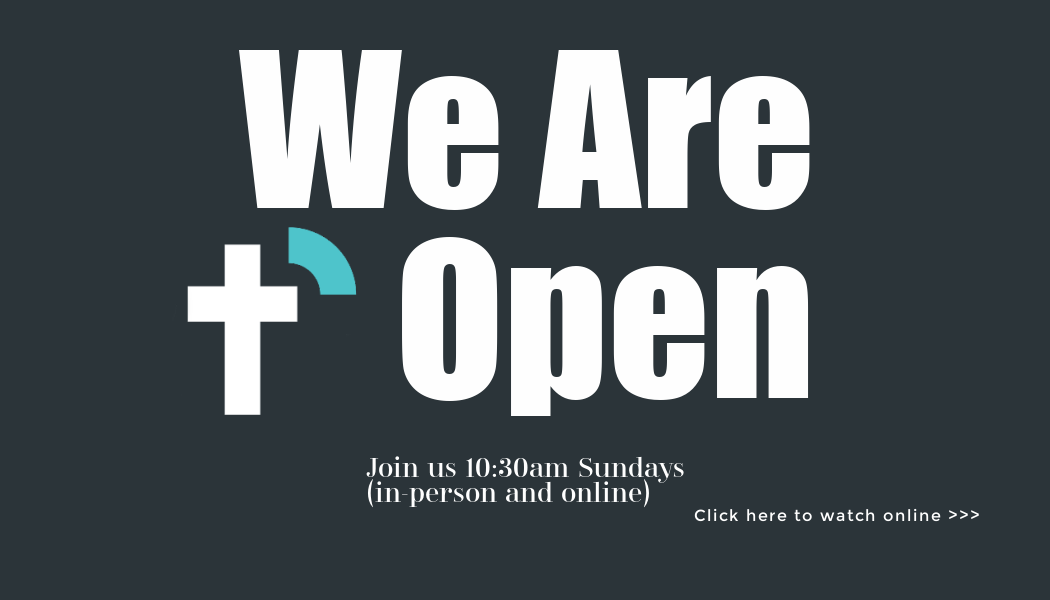 We Are
Open
Join us 10:30am Sundays
(in-person and online)
Click here to watch online >>>